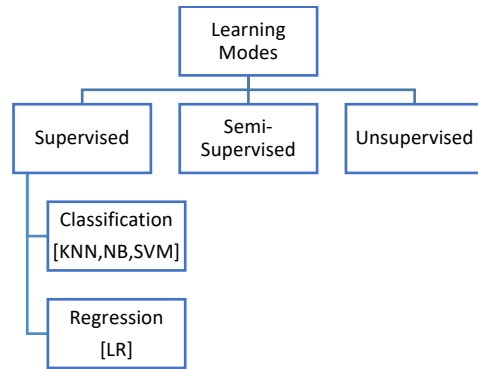 Learning
Modes
Supervised
Semi-
Supervised
Unsupervised
Classification
[KNN,NB,SVM]
Regression
[LR]